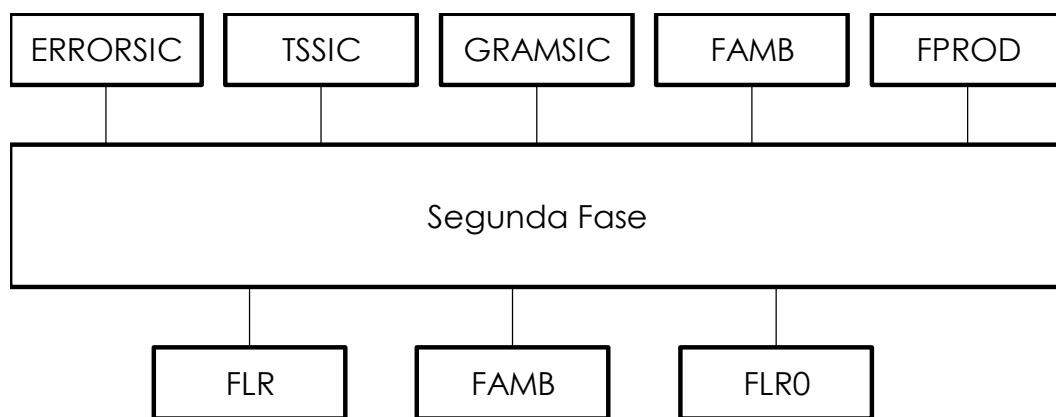 ERRORSIC
TSSIC
GRAMSIC
FAMB
FPROD
Segunda Fase
FLR
FAMB
FLR0